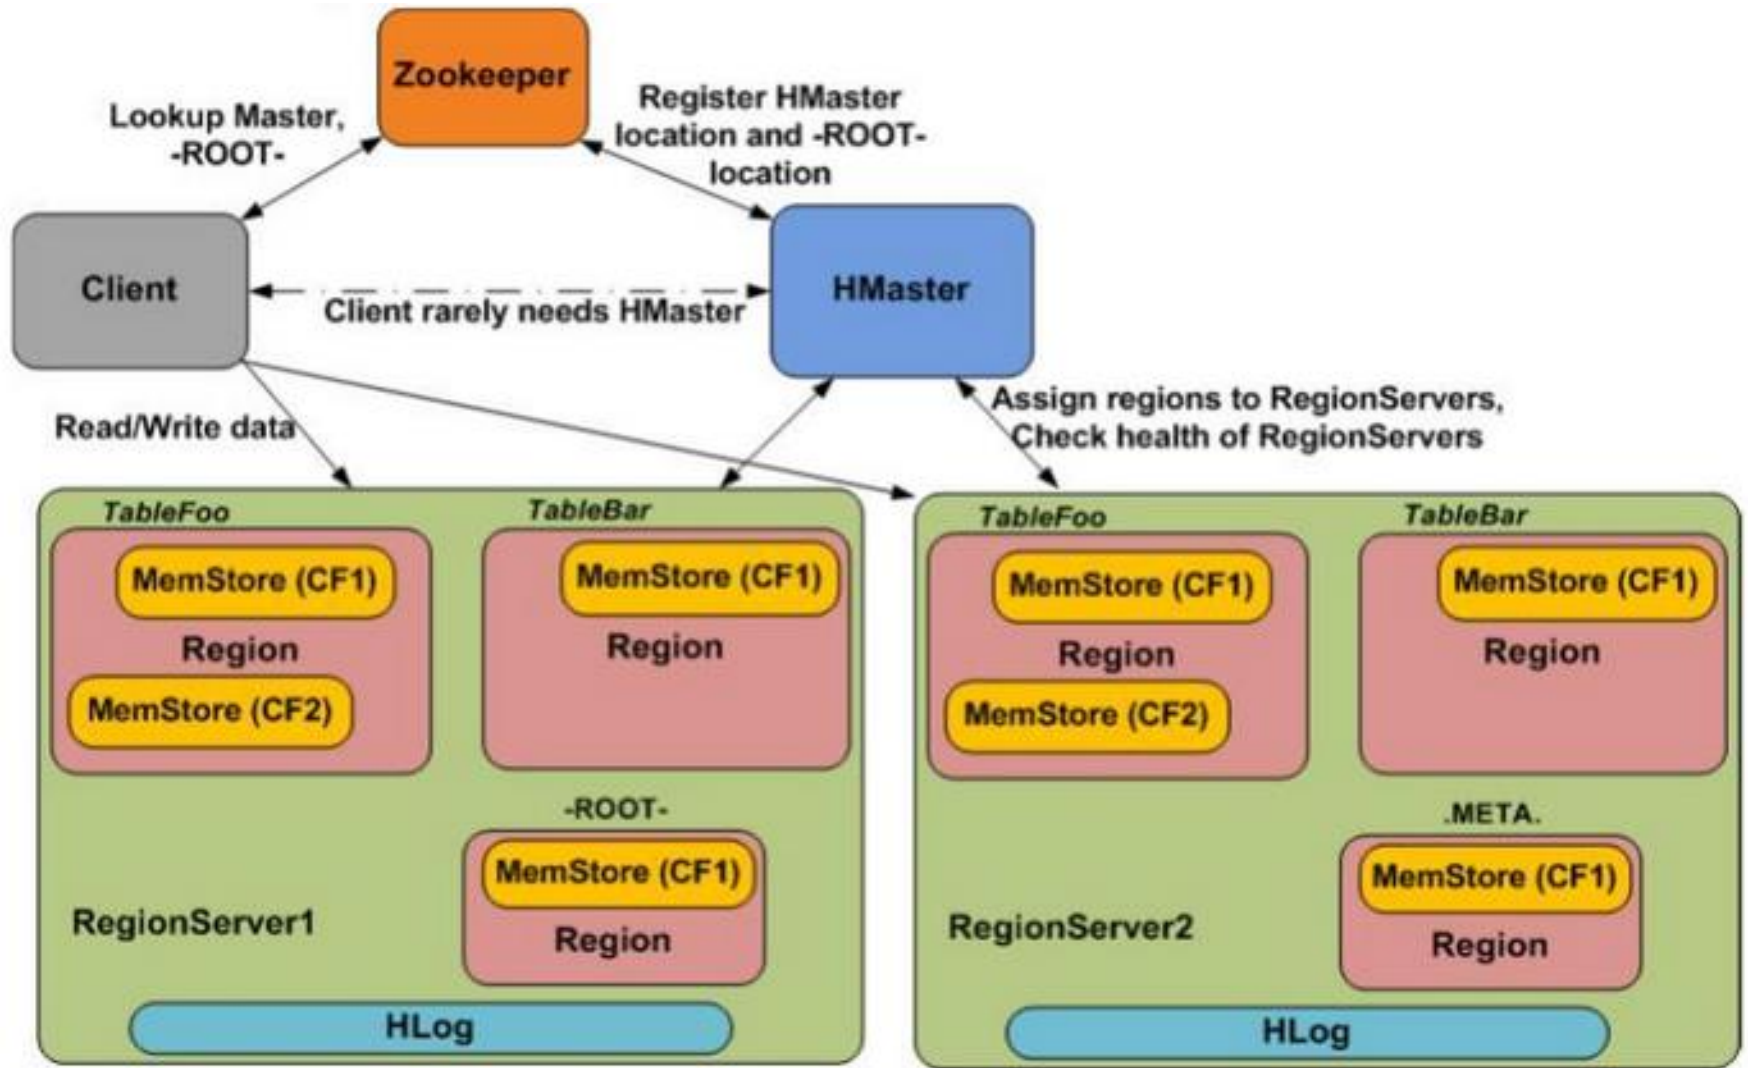 Zookeeper
Lookup Master,
-ROOT-
Register HMaster
location and -ROOT-
location
Client
HMaster
Client rarely needs HMaster
Read/Write data
Assign regions to RegionServers,
Check health of RegionServers
TableFoo
TableBar
MemStore (CF1)
MemStore (CF1)
Region
Region
MemStore (CF2)
-ROOT-
MemStore (CF1)
Region
RegionServer1
HLog
TableFoo
TableBar
MemStore (CF1)
MemStore (CF1)
Region
Region
MemStore (CF2)
.META.
MemStore (CF1)
Region
RegionServer2
HLog